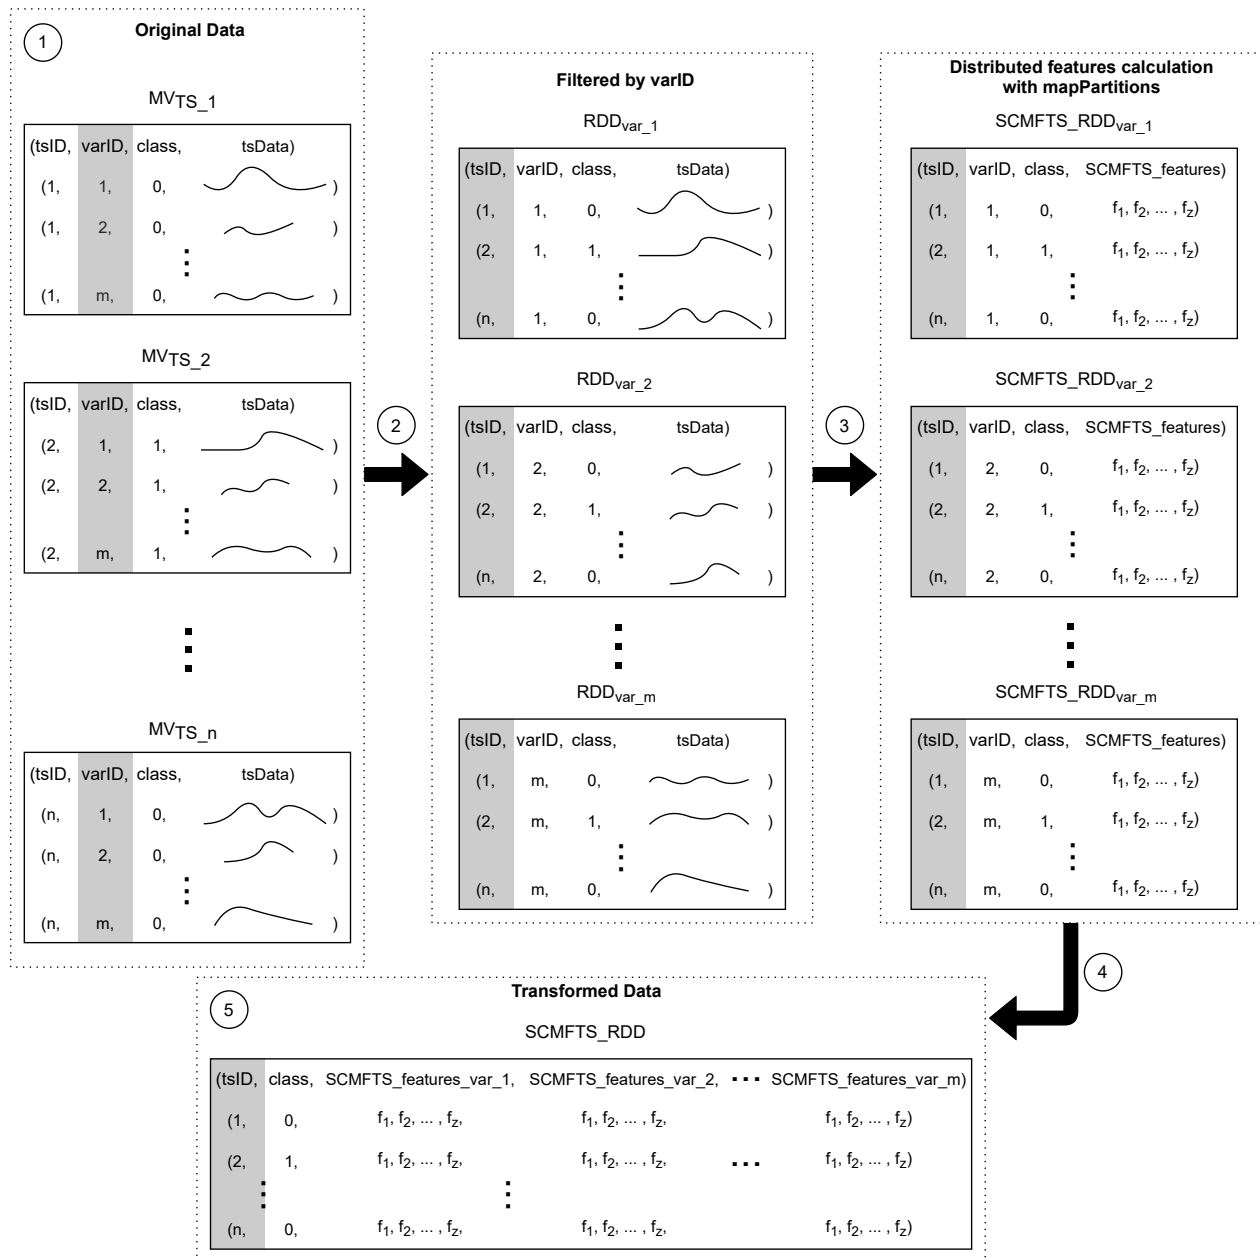 1
Original Data
MV_TS_1
(tsID, varID, class, tsData)
(1, 1, 0, )
(1, 2, 0, )
⋮
(1, m, 0, )
MV_TS_2
(tsID, varID, class, tsData)
(2, 1, 1, )
(2, 2, 1, )
⋮
(2, m, 1, )
⋮
MV_TS_n
(tsID, varID, class, tsData)
(n, 1, 0, )
(n, 2, 0, )
⋮
(n, m, 0, )
2
Filtered by varID
RDD_var_1
(tsID, varID, class, tsData)
(1, 1, 0, )
(2, 1, 1, )
⋮
(n, 1, 0, )
RDD_var_2
(tsID, varID, class, tsData)
(1, 2, 0, )
(2, 2, 1, )
⋮
(n, 2, 0, )
⋮
RDD_var_m
(tsID, varID, class, tsData)
(1, m, 0, )
(2, m, 1, )
⋮
(n, m, 0, )
3
Distributed features calculation
with mapPartitions
SCMFTS_RDD_var_1
(tsID, varID, class, SCMFTS_features)
(1, 1, 0, f1, f2, ... , fz)
(2, 1, 1, f1, f2, ... , fz)
⋮
(n, 1, 0, f1, f2, ... , fz)
SCMFTS_RDD_var_2
(tsID, varID, class, SCMFTS_features)
(1, 2, 0, f1, f2, ... , fz)
(2, 2, 1, f1, f2, ... , fz)
⋮
(n, 2, 0, f1, f2, ... , fz)
⋮
SCMFTS_RDD_var_m
(tsID, varID, class, SCMFTS_features)
(1, m, 0, f1, f2, ... , fz)
(2, m, 1, f1, f2, ... , fz)
⋮
(n, m, 0, f1, f2, ... , fz)
4
5
Transformed Data
SCMFTS_RDD
(tsID, class, SCMFTS_features_var_1, SCMFTS_features_var_2, ... SCMFTS_features_var_m)
(1, 0, f1, f2, ... , fz, f1, f2, ... , fz, f1, f2, ... , fz)
(2, 1, f1, f2, ... , fz, f1, f2, ... , fz, ... f1, f2, ... , fz)
⋮ ⋮
(n, 0, f1, f2, ... , fz, f1, f2, ... , fz, f1, f2, ... , fz)